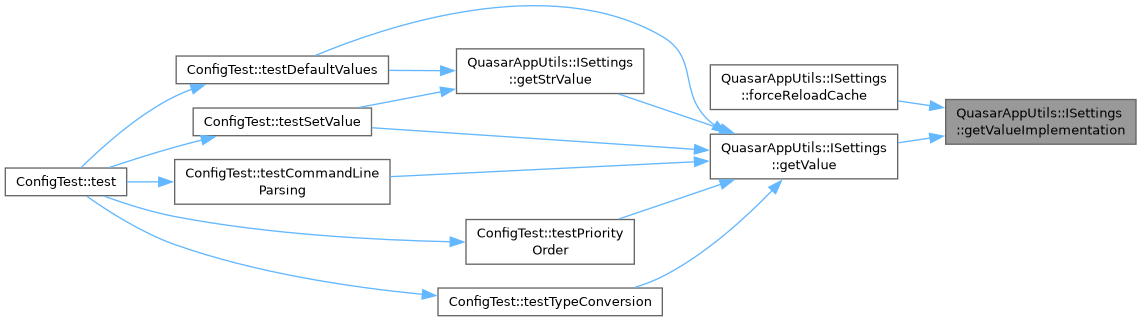 ConfigTest::test
ConfigTest::testDefaultValues
ConfigTest::testSetValue
ConfigTest::testCommandLine
Parsing
QuasarAppUtils::ISettings
::getStrValue
ConfigTest::testPriority
Order
ConfigTest::testTypeConversion
QuasarAppUtils::ISettings
::forceReloadCache
QuasarAppUtils::ISettings
::getValue
QuasarAppUtils::ISettings
::getValueImplementation